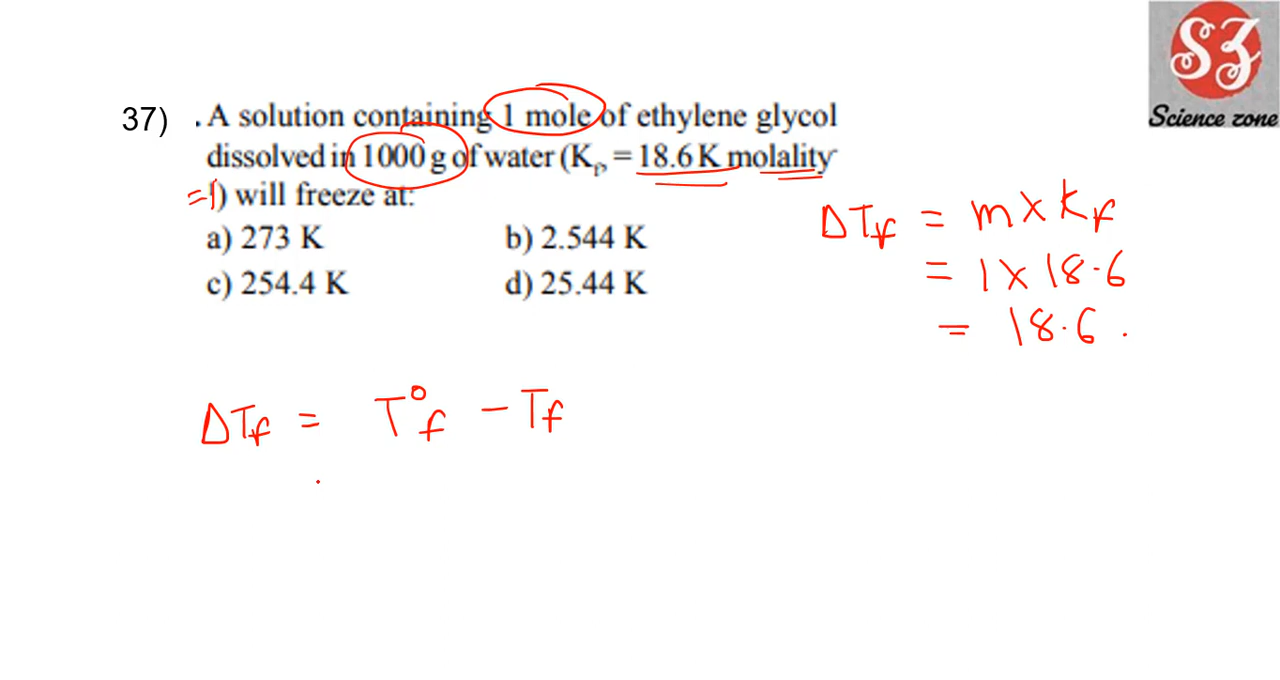 SZ
Science zone
37) . A solution containing 1 mole of ethylene glycol
dissolved in 1000 g of water (Kp = 18.6 K molality
=1) will freeze at:
a) 273 K b) 2.544 K
c) 254.4 K d) 25.44 K
ΔTf = m × Kf
= 1 × 18.6
= 18.6 .
ΔTf = T°f - Tf